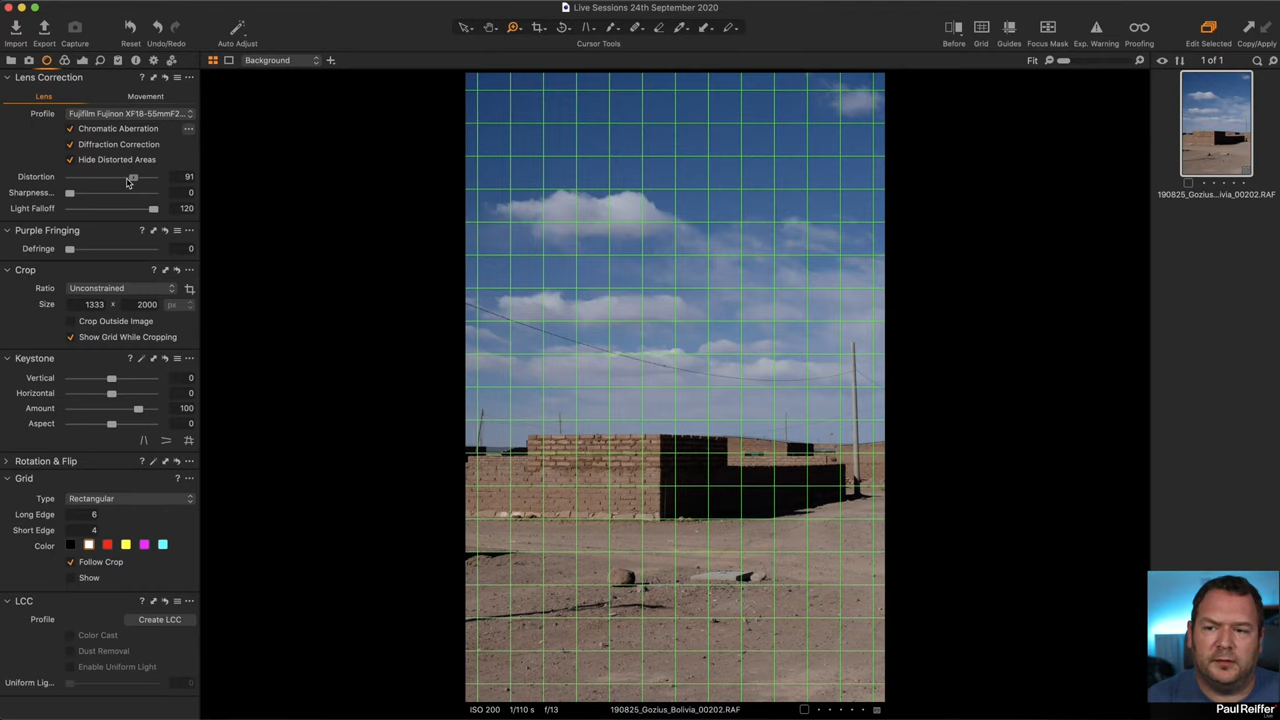 Live Sessions 24th September 2020
Import Export Capture Reset Undo/Redo Auto Adjust Cursor Tools Before Grid Guides Focus Mask Exp. Warning Proofing Edit Selected Copy/Apply
Background Fit 1 of 1
Lens Correction ?
Lens Movement
Profile Fujifilm Fujinon XF18-55mmF2...
Chromatic Aberration
Diffraction Correction
Hide Distorted Areas
Distortion 91
Sharpness... 0
Light Falloff 120
190825_Gozius...ivia_00202.RAF
Purple Fringing ?
Defringe 0
Crop ?
Ratio Unconstrained
Size 1333 x 2000 px
Crop Outside Image
Show Grid While Cropping
Keystone ?
Vertical 0
Horizontal 0
Amount 100
Aspect 0
Rotation & Flip ?
Grid ?
Type Rectangular
Long Edge 6
Short Edge 4
Color
Follow Crop
Show
LCC ?
Profile Create LCC
Color Cast
Dust Removal
Enable Uniform Light
Uniform Lig... 0
ISO 200 1/110 s f/13 190825_Gozius_Bolivia_00202.RAF
Paul Reiffer
Live